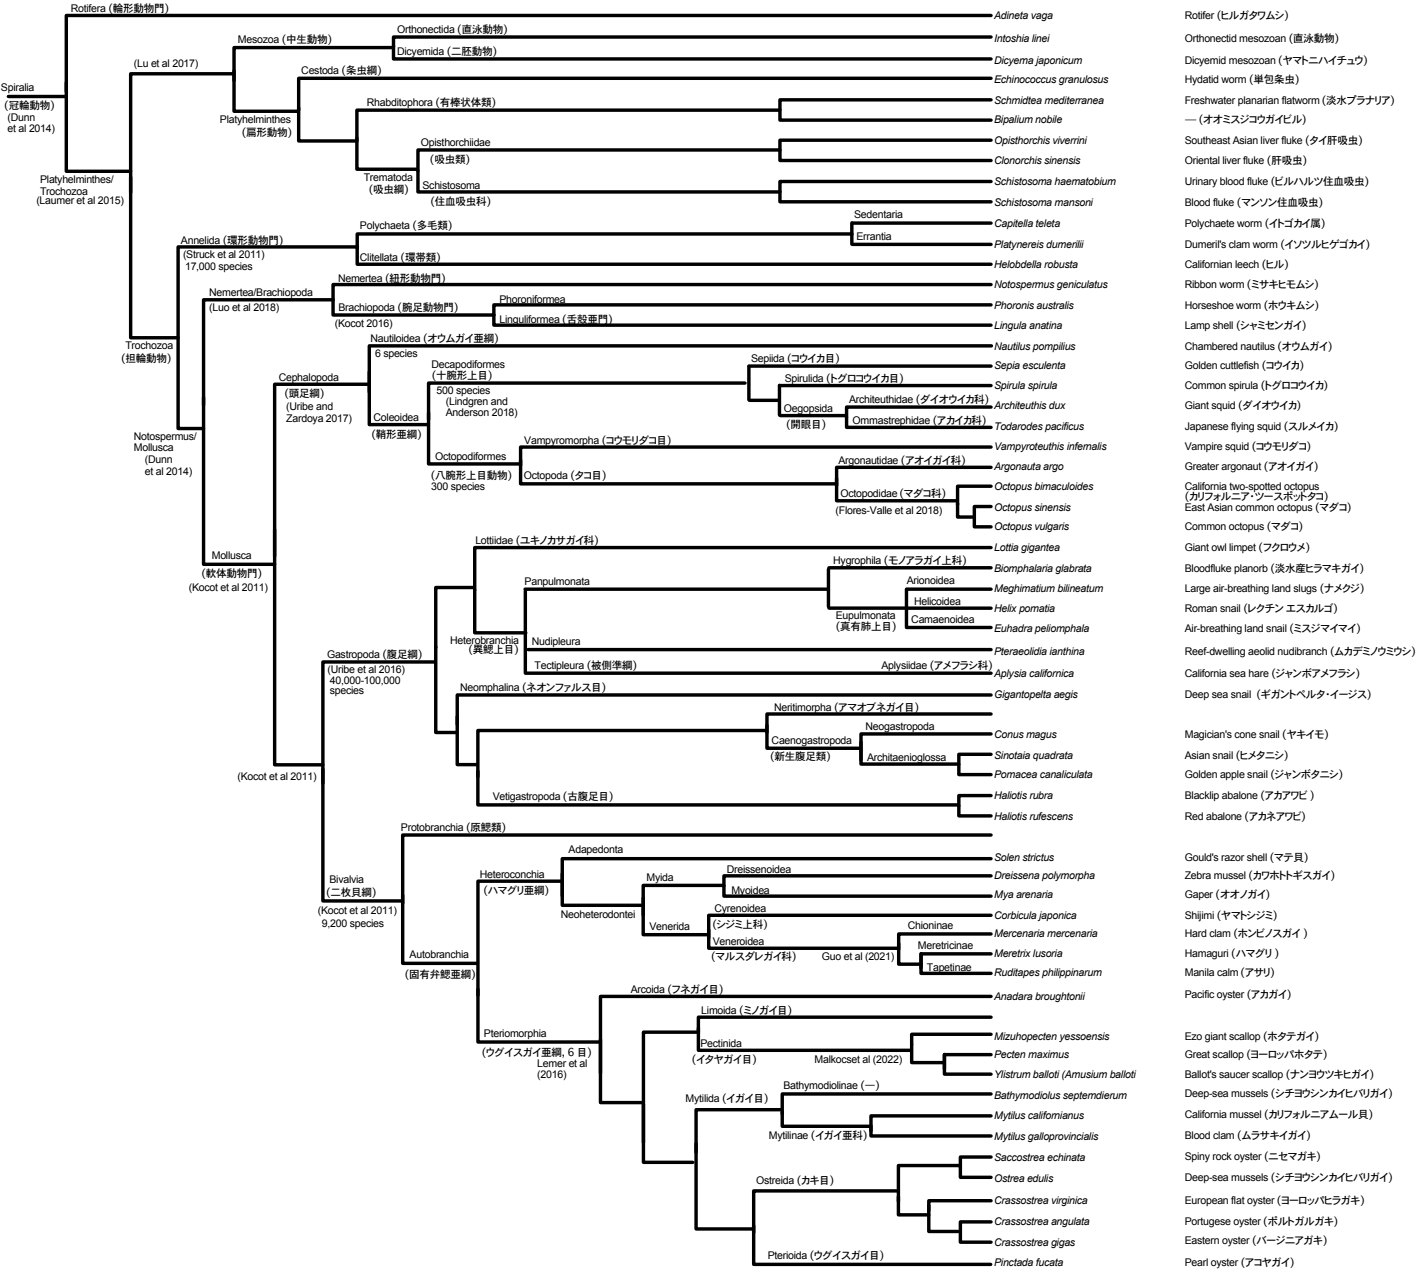 Rotifera (輪形動物門)
Adineta vaga
Rotifer (ヒルガタワムシ)
Orthonectida (直泳動物)
Mesozoa (中生動物)
Intoshia linei
Orthonectid mesozoan (直泳動物)
Dicyemida (二胚動物)
Dicyema japonicum
Dicyemid mesozoan (ヤマトニハイチュウ)
(Lu et al 2017)
Cestoda (条虫綱)
Echinococcus granulosus
Hydatid worm (単包条虫)
Spiralia
(冠輪動物)
(Dunn
et al 2014)
Rhabditophora (有棒状体類)
Schmidtea mediterranea
Freshwater planarian flatworm (淡水プラナリア)
Platyhelminthes
(扁形動物)
Bipalium nobile
— (オオミスジコウガイビル)
Opisthorchiidae
(吸虫類)
Opisthorchis viverrini
Southeast Asian liver fluke (タイ肝吸虫)
Clonorchis sinensis
Oriental liver fluke (肝吸虫)
Trematoda
(吸虫綱)
Schistosoma
(住血吸虫科)
Schistosoma haematobium
Urinary blood fluke (ビルハルツ住血吸虫)
Schistosoma mansoni
Blood fluke (マンソン住血吸虫)
Platyhelminthes/
Trochozoa
(Laumer et al 2015)
Polychaeta (多毛類)
Sedentaria
Capitella teleta
Polychaete worm (イトゴカイ属)
Errantia
Platynereis dumerilii
Dumeril's clam worm (イソツルヒゲゴカイ)
Annelida (環形動物門)
(Struck et al 2011)
17,000 species
Clitellata (環帯類)
Helobdella robusta
Californian leech (ヒル)
Nemertea (紐形動物門)
Notospermus geniculatus
Ribbon worm (ミサキヒモムシ)
Nemertea/Brachiopoda
(Luo et al 2018)
Brachiopoda (腕足動物門)
(Kocot 2016)
Phoroniformea
Phoronis australis
Horseshoe worm (ホウキムシ)
Linguliformea (舌殻亜門)
Lingula anatina
Lamp shell (シャミセンガイ)
Trochozoa
(担輪動物)
Nautiloidea (オウムガイ亜綱)
6 species
Nautilus pompilius
Chambered nautilus (オウムガイ)
Cephalopoda
(頭足綱)
(Uribe and
Zardoya 2017)
Decapodiformes
(十腕形上目)
500 species
(Lindgren and
Anderson 2018)
Sepiida (コウイカ目)
Sepia esculenta
Golden cuttlefish (コウイカ)
Spirulida (トグロコウイカ目)
Spirula spirula
Common spirula (トグロコウイカ)
Oegopsida
(開眼目)
Architeuthidae (ダイオウイカ科)
Architeuthis dux
Giant squid (ダイオウイカ)
Ommastrephidae (アカイカ科)
Todarodes pacificus
Japanese flying squid (スルメイカ)
Coleoidea
(鞘形亜綱)
Notospermus/
Mollusca
(Dunn
et al 2014)
Vampyromorpha (コウモリダコ目)
Vampyroteuthis infernalis
Vampire squid (コウモリダコ)
Octopodiformes
(八腕形上目動物)
300 species
Octopoda (タコ目)
Argonautidae (アオイガイ科)
Argonauta argo
Greater argonaut (アオイガイ)
Octopodidae (マダコ科)
(Flores-Valle et al 2018)
Octopus bimaculoides
California two-spotted octopus
(カリフォルニア・ツースポットタコ)
Octopus sinensis
East Asian common octopus (マダコ)
Octopus vulgaris
Common octopus (マダコ)
Mollusca
(軟体動物門)
(Kocot et al 2011)
Lottiidae (ユキノカサガイ科)
Lottia gigantea
Giant owl limpet (フクロウメ)
Panpulmonata
Hygrophila (モノアラガイ上科)
Biomphalaria glabrata
Bloodfluke planorb (淡水産ヒラマキガイ)
Arionoidea
Meghimatium bilineatum
Large air-breathing land slugs (ナメクジ)
Helicoidea
Helix pomatia
Roman snail (レクチン エスカルゴ)
Eupulmonata
(真有肺上目)
Camaenoidea
Euhadra peliomphala
Air-breathing land snail (ミスジマイマイ)
Heterobranchia
(異鰓上目)
Nudipleura
Pteraeolidia ianthina
Reef-dwelling aeolid nudibranch (ムカデミノウミウシ)
Tectipleura (被側準綱)
Aplysiidae (アメフラシ科)
Aplysia californica
California sea hare (ジャンボアメフラシ)
Gastropoda (腹足綱)
(Uribe et al 2016)
40,000-100,000
species
Neomphalina (ネオンファルス目)
Gigantopelta aegis
Deep sea snail (ギガントペルタ・イージス)
Neritimorpha (アマオブネガイ目)
Caenogastropoda
(新生腹足類)
Neogastropoda
Conus magus
Magician's cone snail (ヤキイモ)
Architaenioglossa
Sinotaia quadrata
Asian snail (ヒメタニシ)
Pomacea canaliculata
Golden apple snail (ジャンボタニシ)
(Kocot et al 2011)
Vetigastropoda (古腹足目)
Haliotis rubra
Blacklip abalone (アカアワビ )
Haliotis rufescens
Red abalone (アカネアワビ)
Protobranchia (原鰓類)
Bivalvia
(二枚貝綱)
(Kocot et al 2011)
9,200 species
Heteroconchia
(ハマグリ亜綱)
Adapedonta
Solen strictus
Gould's razor shell (マテ貝)
Myida
Dreissenoidea
Dreissena polymorpha
Zebra mussel (カワホトトギスガイ)
Myoidea
Mya arenaria
Gaper (オオノガイ)
Neoheterodontei
Venerida
Cyrenoidea
(シジミ上科)
Corbicula japonica
Shijimi (ヤマトシジミ)
Veneroidea
(マルスダレガイ科)
Guo et al (2021)
Chioninae
Mercenaria mercenaria
Hard clam (ホンビノスガイ )
Meretricinae
Meretrix lusoria
Hamaguri (ハマグリ )
Tapetinae
Ruditapes philippinarum
Manila calm (アサリ)
Autobranchia
(固有弁鰓亜綱)
Arcoida (フネガイ目)
Anadara broughtonii
Pacific oyster (アカガイ)
Pteriomorphia
(ウグイスガイ亜綱, 6 目)
Lemer et al
(2016)
Limoida (ミノガイ目)
Pectinida
(イタヤガイ目)
Malkocset al (2022)
Mizuhopecten yessoensis
Ezo giant scallop (ホタテガイ)
Pecten maximus
Great scallop (ヨーロッパホタテ)
Ylistrum balloti (Amusium balloti
Ballot's saucer scallop (ナンヨウツキヒガイ)
Mytilida (イガイ目)
Bathymodiolinae (—)
Bathymodiolus septemdierum
Deep-sea mussels (シチヨウシンカイヒバリガイ)
Mytilinae (イガイ亜科)
Mytilus californianus
California mussel (カリフォルニアムール貝)
Mytilus galloprovincialis
Blood clam (ムラサキイガイ)
Ostreida (カキ目)
Saccostrea echinata
Spiny rock oyster (ニセマガキ)
Ostrea edulis
Deep-sea mussels (シチヨウシンカイヒバリガイ)
Crassostrea virginica
European flat oyster (ヨーロッパヒラガキ)
Crassostrea angulata
Portugese oyster (ポルトガルガキ)
Crassostrea gigas
Eastern oyster (バージニアガキ)
Pterioida (ウグイスガイ目)
Pinctada fucata
Pearl oyster (アコヤガイ)